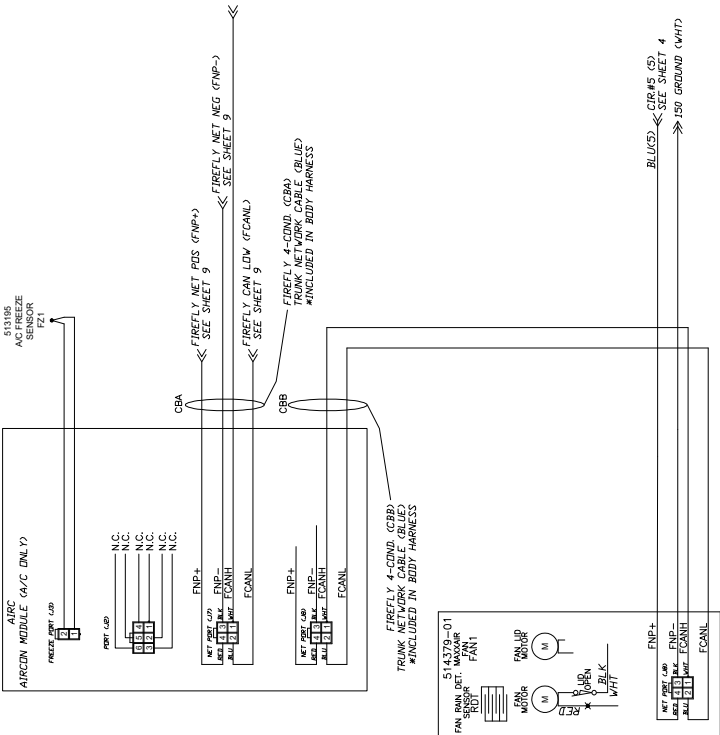 513195
A/C FREEZE
SENSOR
FZ1
AIRC
AIRCON MODULE (A/C ONLY)
FREEZE PORT (J3)
2
1
PORT (J2)
6 5 4
3 2 1
N.C.
N.C.
N.C.
N.C.
N.C.
N.C.
NET PORT (J7)
RED 4 3 BLK
BLU 2 1 WHT
FNP+
FNP-
FCANH
FCANL
NET PORT (J8)
RED 4 3 BLK
BLU 2 1 WHT
FNP+
FNP-
FCANH
FCANL
CBA
CBB
FIREFLY NET POS (FNP+)
SEE SHEET 9
FIREFLY NET NEG (FNP-)
SEE SHEET 9
FIREFLY CAN LOW (FCANL)
SEE SHEET 9
FIREFLY 4-COND. (CBA)
TRUNK NETWORK CABLE (BLUE)
*INCLUDED IN BODY HARNESS
FIREFLY 4-COND. (CBB)
TRUNK NETWORK CABLE (BLUE)
*INCLUDED IN BODY HARNESS
BLU(5)
CIR.#5 (5)
SEE SHEET 4
150 GROUND (WHT)
514379-01
MAXXAIR
FAN
FAN1
FAN RAIN DET.
SENSOR
RDT
FAN
MOTOR
M
FAN LID
MOTOR
M
LID
OPEN
RED
BLK
WHT
NET PORT (J8)
RED 4 3 BLK
BLU 2 1 WHT
FNP+
FNP-
FCANH
FCANL